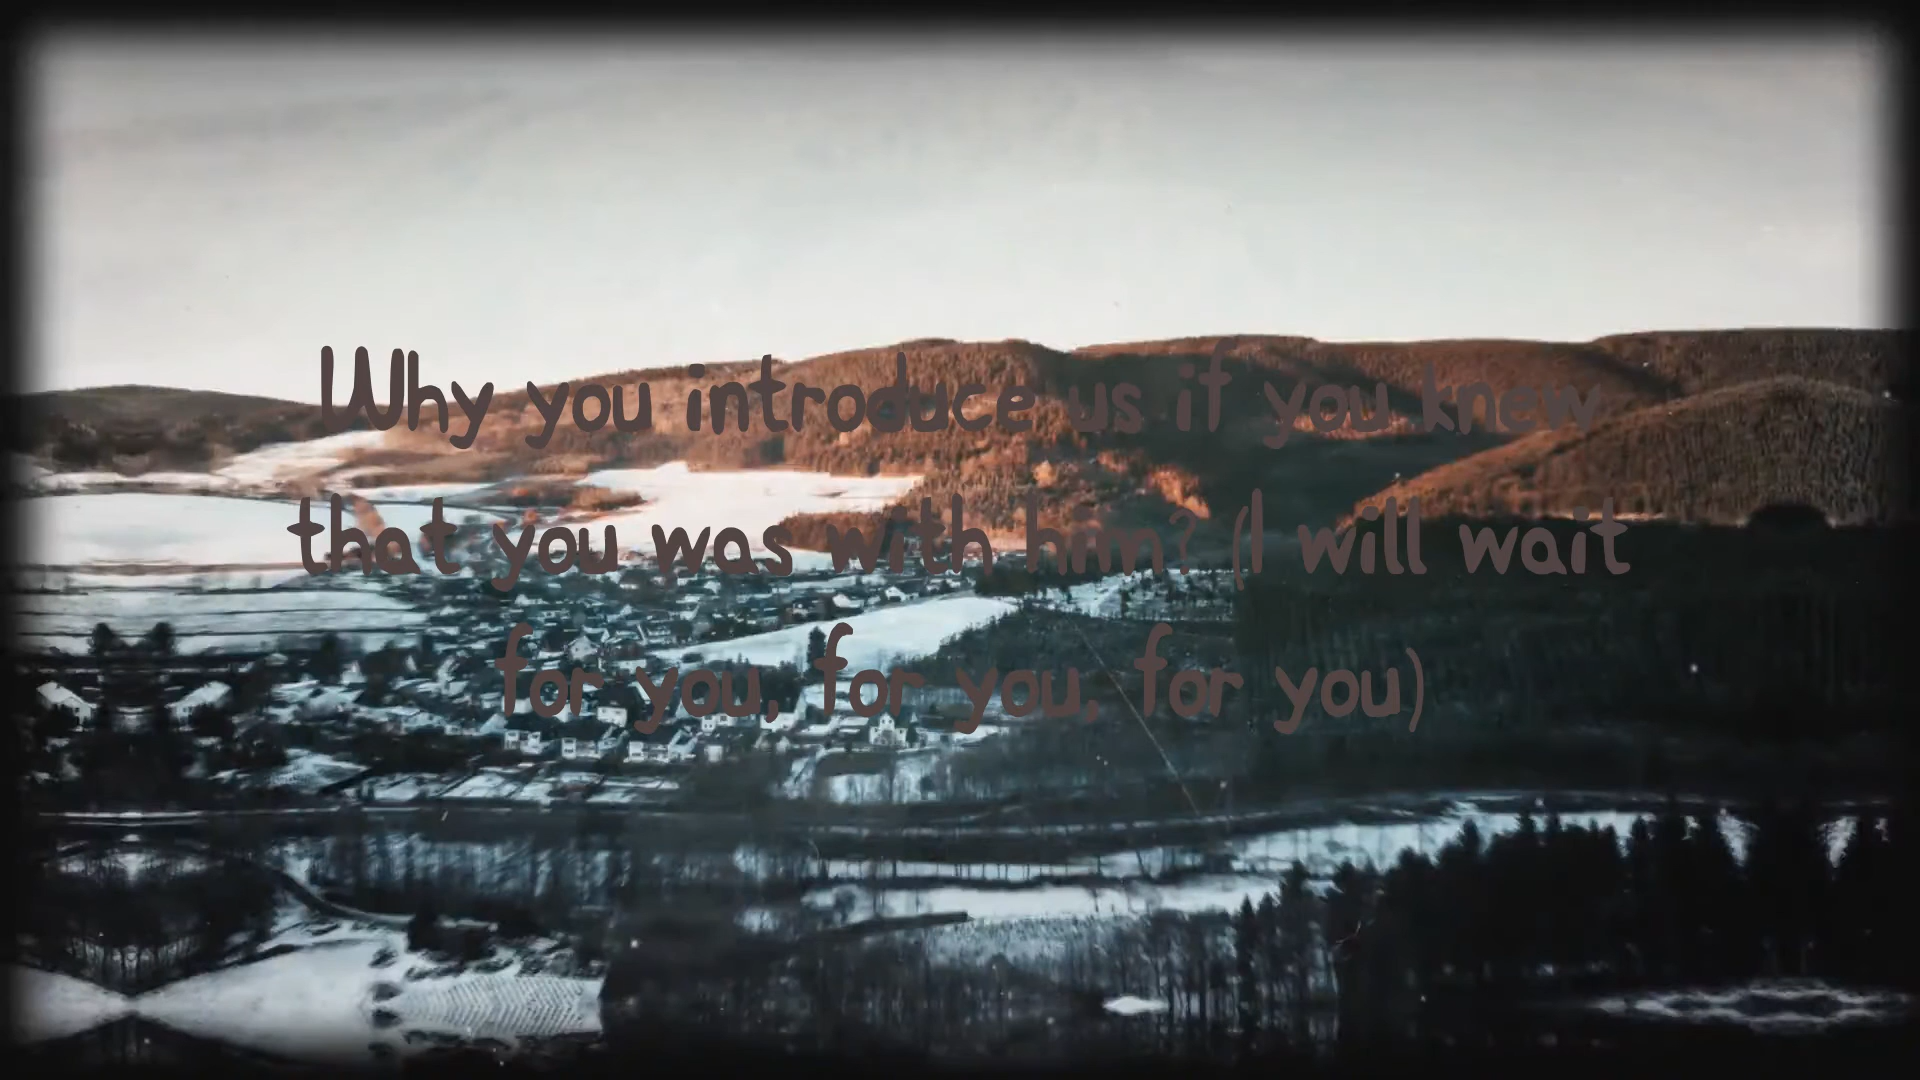 Why you introduce us if you knew
that you was with him? (I will wait
for you, for you, for you)